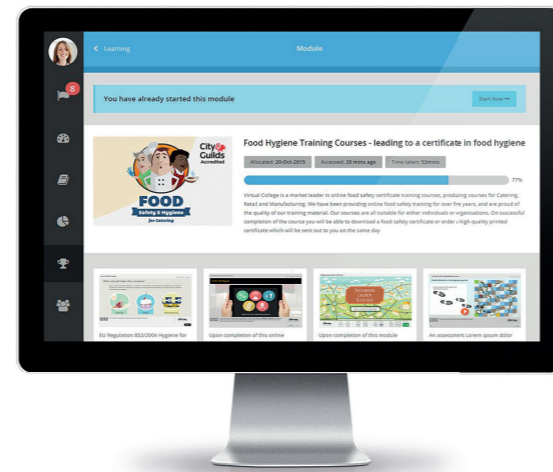 Learning
Module
8
You have already started this module
Start Now
City& Guilds
Accredited
FOOD
Safety & Hygiene
for Catering
Food Hygiene Training Courses - leading to a certificate in food hygiene
Allocated: 20-Oct-2015
Accessed: 20 mins ago
Time taken: 53mins
77%
Virtual College is a market leader in online food safety certificate training courses, producing courses for Catering,
Retail and Manufacturing. We have been providing online food safety training for over five years, and are proud of
the quality of our training material. Our courses are all suitable for either individuals or organisations. On successful
completion of the course you will be able to download a food safety certificate or order a high-quality printed
certificate which will be sent out to you on the same day
EU Regulation 852/2004 Hygiene for
Upon completion of this online
Upon completion of this module
An assessment Lorem ipsum dolor